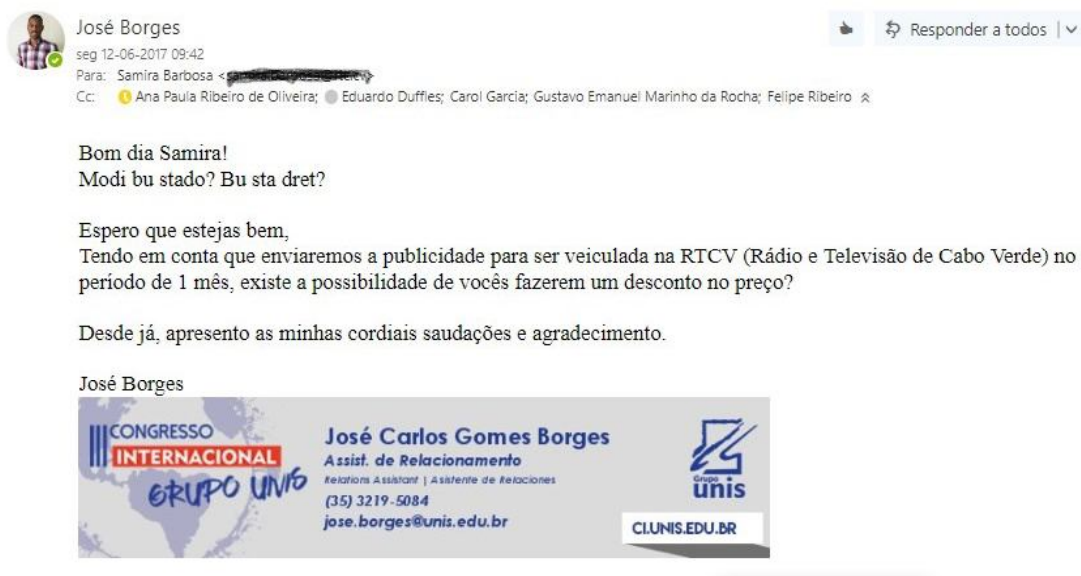 José Borges
Responder a todos
seg 12-06-2017 09:42
Para: Samira Barbosa <
Cc: Ana Paula Ribeiro de Oliveira; Eduardo Duffles; Carol Garcia; Gustavo Emanuel Marinho da Rocha; Felipe Ribeiro
Bom dia Samira!
Modi bu stado? Bu sta dret?
Espero que estejas bem,
Tendo em conta que enviaremos a publicidade para ser veiculada na RTCV (Rádio e Televisão de Cabo Verde) no
período de 1 mês, existe a possibilidade de vocês fazerem um desconto no preço?
Desde já, apresento as minhas cordiais saudações e agradecimento.
José Borges
III CONGRESSO
INTERNACIONAL
GRUPO UNIS
José Carlos Gomes Borges
Assist. de Relacionamento
Relations Assistant | Asistente de Relaciones
(35) 3219-5084
jose.borges@unis.edu.br
Grupo
unis
CI.UNIS.EDU.BR